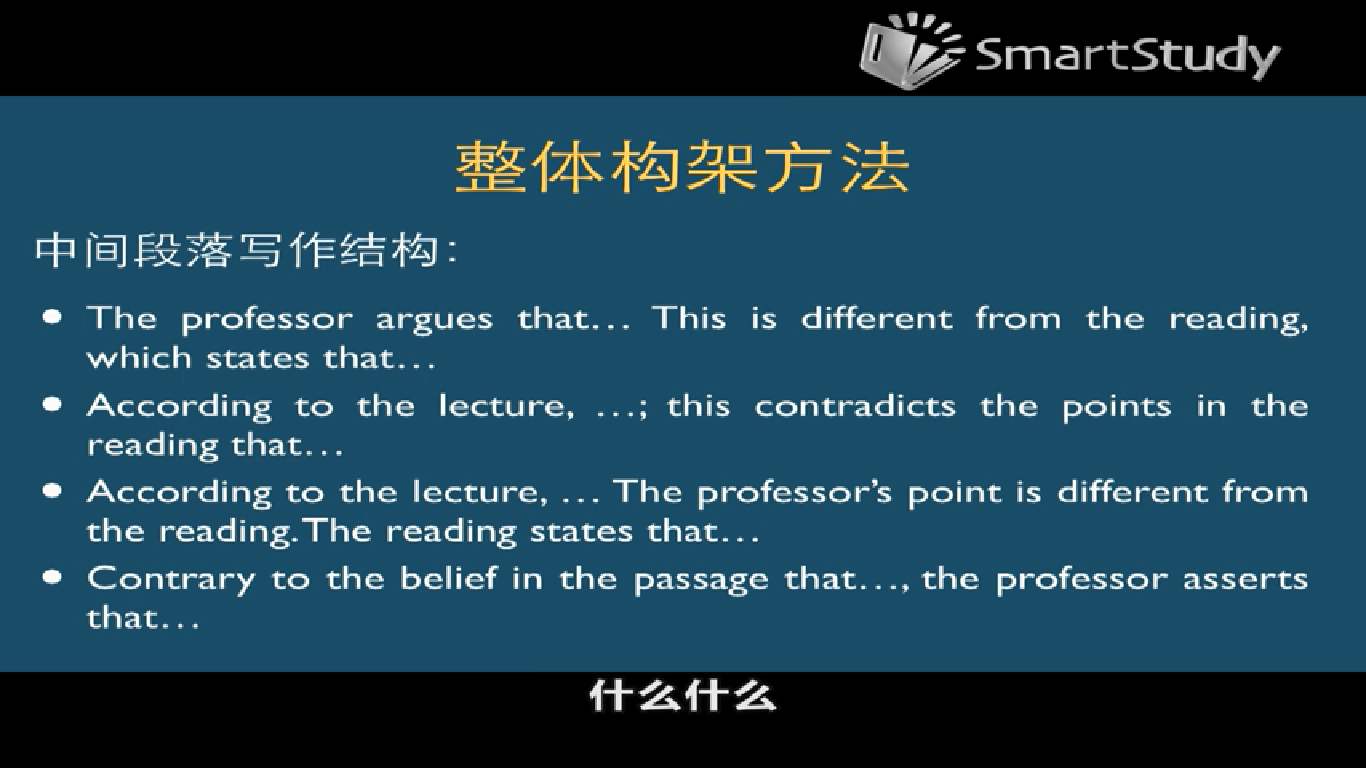 SmartStudy
整体构架方法
中间段落写作结构:
• The professor argues that… This is different from the reading,
which states that…
• According to the lecture, …; this contradicts the points in the
reading that…
• According to the lecture, … The professor’s point is different from
the reading. The reading states that…
• Contrary to the belief in the passage that…, the professor asserts
that…
什么什么